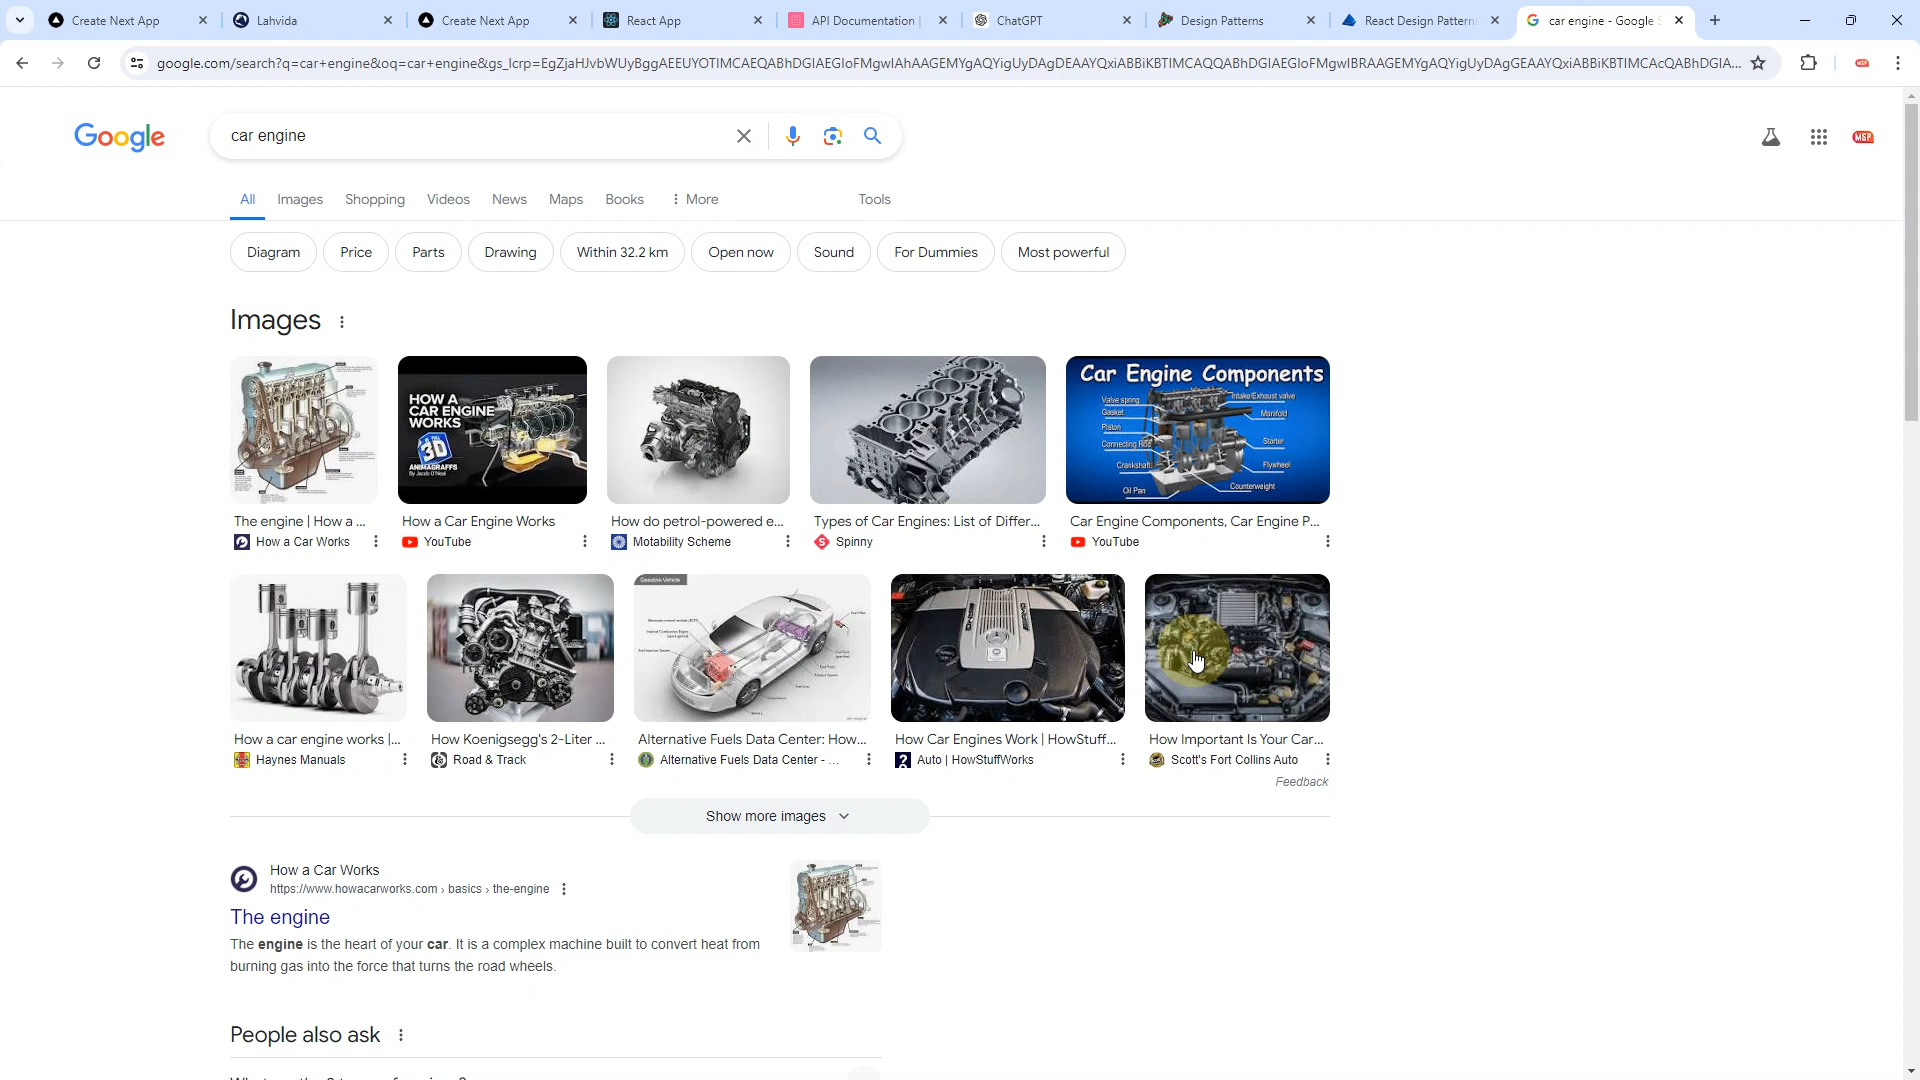 Create Next App
Lahvida
Create Next App
React App
API Documentation |
ChatGPT
Design Patterns
React Design Pattern
car engine - Google S
google.com/search?q=car+engine&oq=car+engine&gs_lcrp=EgZjaHJvbWUyBggAEEUYOTIMCAEQABhDGIAEGIoFMgwIAhAAGEMYgAQYigUyDAgDEAAYQxiABBiKBTIMCAQQABhDGIAEGIoFMgwIBRAAGEMYgAQYigUyDAgGEAAYQxiABBiKBTIMCAcQABhDGIA...
MSP
Google
car engine
MSP
All
Images
Shopping
Videos
News
Maps
Books
More
Tools
Diagram
Price
Parts
Drawing
Within 32.2 km
Open now
Sound
For Dummies
Most powerful
Images
HOW A
CAR ENGINE
WORKS
3D
ANIMAGRAFFS
By Jacob O'Neal
Car Engine Components
Valve spring
Intake/Exhaust valve
Gasket
Manifold
Piston
Connecting Rod
Starter
Crankshaft
Flywheel
Oil Pan
Counterweight
The engine | How a ...
How a Car Works
How a Car Engine Works
YouTube
How do petrol-powered e...
Motability Scheme
Types of Car Engines: List of Differ...
Spinny
Car Engine Components, Car Engine P...
YouTube
Gasoline Vehicle
How a car engine works |...
Haynes Manuals
How Koenigsegg's 2-Liter ...
Road & Track
Alternative Fuels Data Center: How...
Alternative Fuels Data Center - ...
How Car Engines Work | HowStuff...
Auto | HowStuffWorks
How Important Is Your Car...
Scott's Fort Collins Auto
Feedback
Show more images
How a Car Works
https://www.howacarworks.com › basics › the-engine
The engine
The engine is the heart of your car. It is a complex machine built to convert heat from
burning gas into the force that turns the road wheels.
People also ask